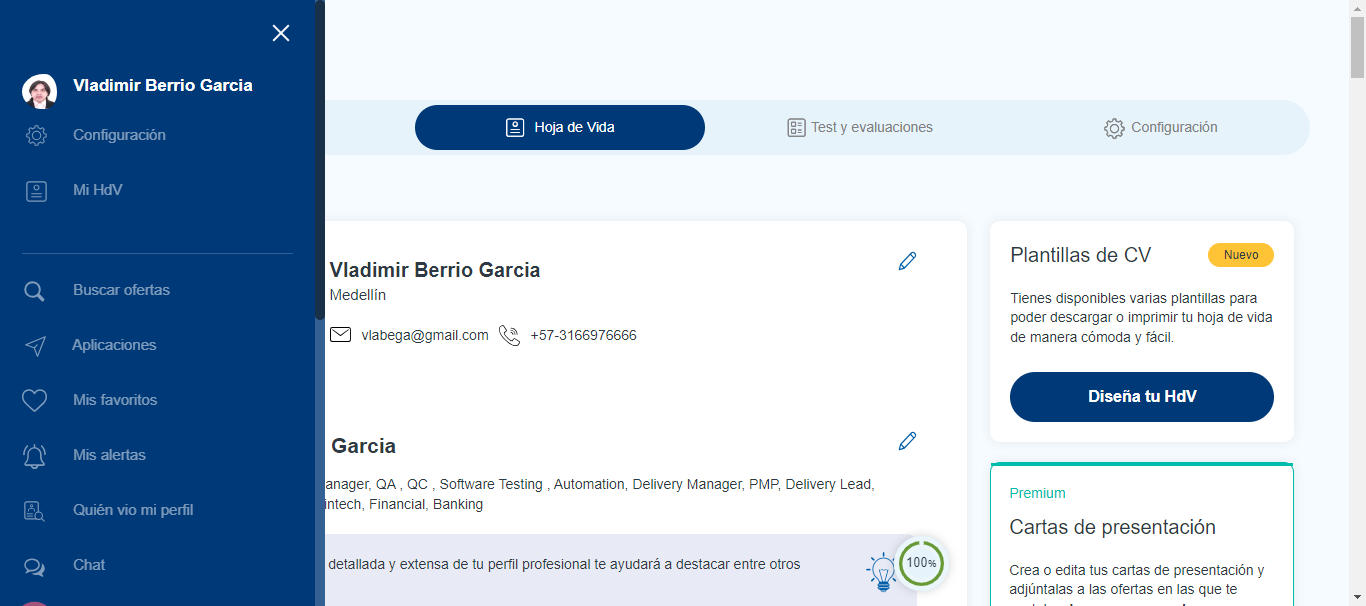 Vladimir Berrio Garcia
Configuración
Mi HdV
Buscar ofertas
Aplicaciones
Mis favoritos
Mis alertas
Quién vio mi perfil
Chat
Hoja de Vida
Test y evaluaciones
Configuración
Vladimir Berrio Garcia
Medellín
vlabega@gmail.com +57-3166976666
Garcia
anager, QA , QC , Software Testing , Automation, Delivery Manager, PMP, Delivery Lead,
intech, Financial, Banking
detallada y extensa de tu perfil profesional te ayudará a destacar entre otros
100%
Plantillas de CV
Nuevo
Tienes disponibles varias plantillas para
poder descargar o imprimir tu hoja de vida
de manera cómoda y fácil.
Diseña tu HdV
Premium
Cartas de presentación
Crea o edita tus cartas de presentación y
adjúntalas a las ofertas en las que te